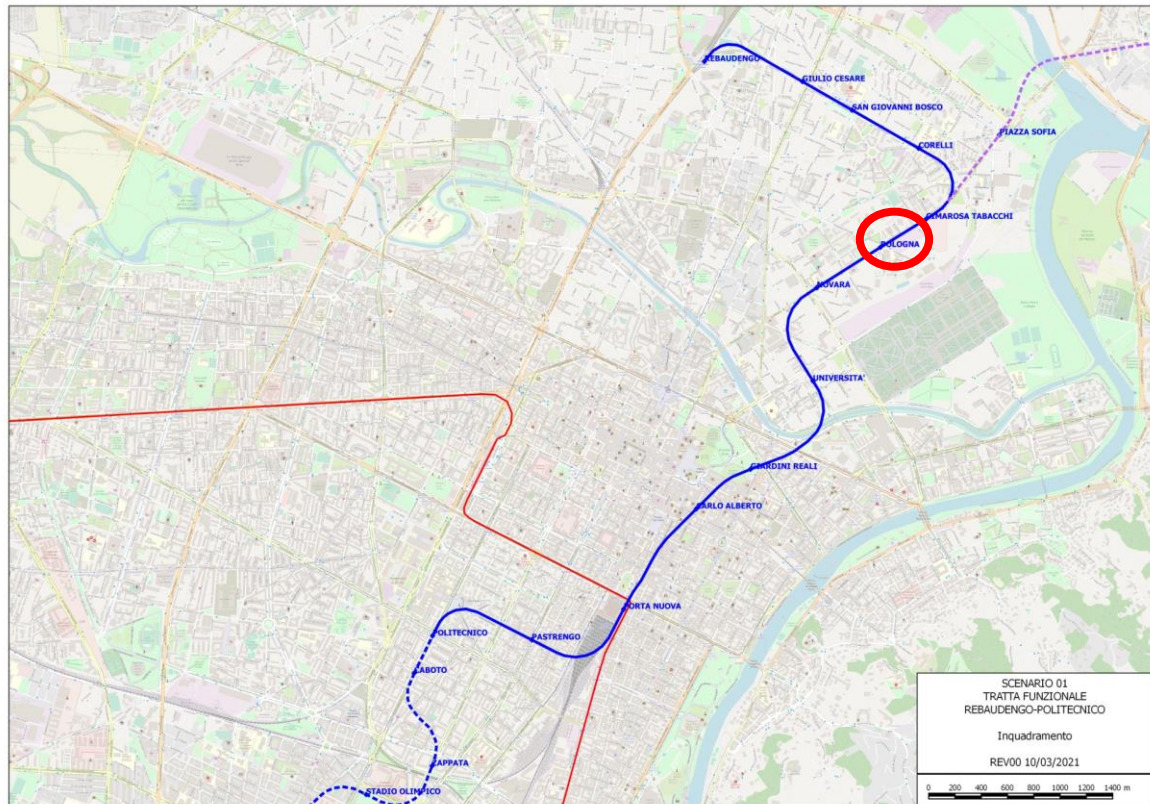 REBAUDENGO
GIULIO CESARE
SAN GIOVANNI BOSCO
PIAZZA SOFIA
CORELLI
CIMAROSA TABACCHI
BOLOGNA
NOVARA
UNIVERSITA'
GIARDINI REALI
CARLO ALBERTO
PORTA NUOVA
POLITECNICO
PASTRENGO
CABOTO
ZAPPATA
STADIO OLIMPICO
SCENARIO 01
TRATTA FUNZIONALE
REBAUDENGO-POLITECNICO
Inquadramento
REV00 10/03/2021
0 200 400 600 800 1000 1200 1400 m